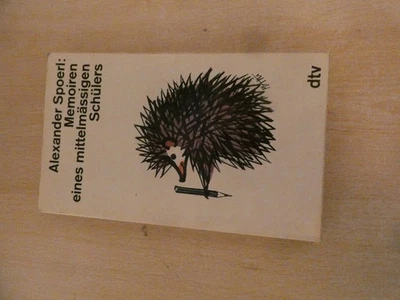 Alexander Spoerl:
Memoiren
eines mittelmässigen
Schülers
dtv